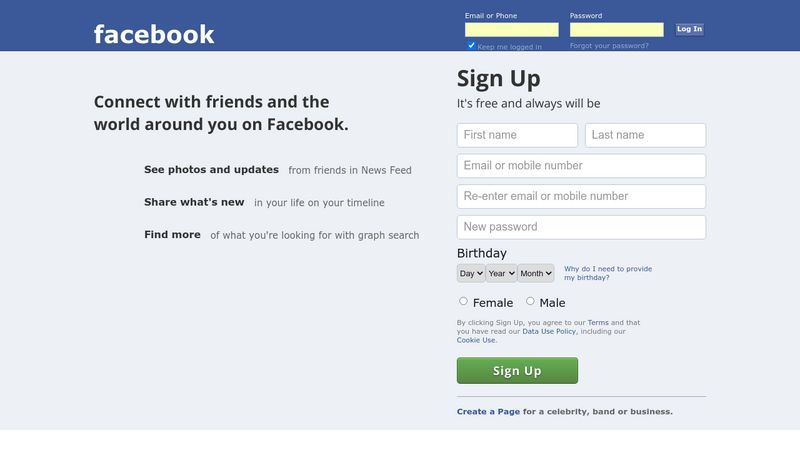 facebook
Email or Phone
Password
Log In
Keep me logged in
Forgot your password?
Connect with friends and the
world around you on Facebook.
See photos and updates from friends in News Feed
Share what's new in your life on your timeline
Find more of what you're looking for with graph search
Sign Up
It's free and always will be
First name
Last name
Email or mobile number
Re-enter email or mobile number
New password
Birthday
Day
Year
Month
Why do I need to provide
my birthday?
Female
Male
By clicking Sign Up, you agree to our Terms and that
you have read our Data Use Policy, including our
Cookie Use.
Sign Up
Create a Page for a celebrity, band or business.